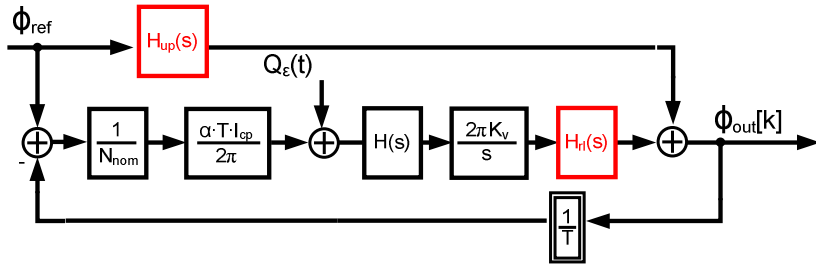 ϕref
Hup(s)
Qε(t)
ϕout[k]
1
Nnom
α·T·Icp
2π
H(s)
2πKv
s
Hrl(s)
-
1
T